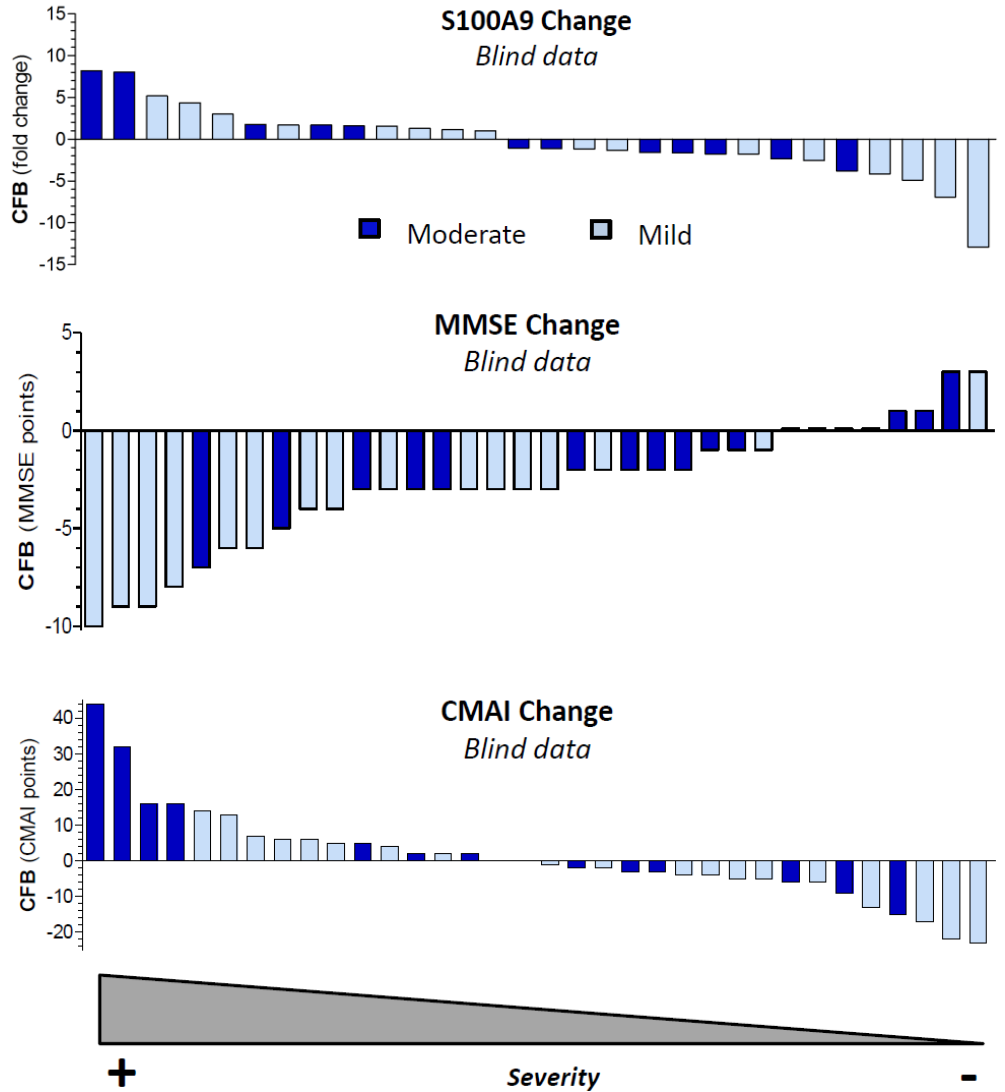 S100A9 Change
Blind data
CFB (fold change)
15
10
5
0
-5
-10
-15
Moderate
Mild
MMSE Change
Blind data
CFB (MMSE points)
5
0
-5
-10
CMAI Change
Blind data
CFB (CMAI points)
40
30
20
10
0
-10
-20
+
Severity
-